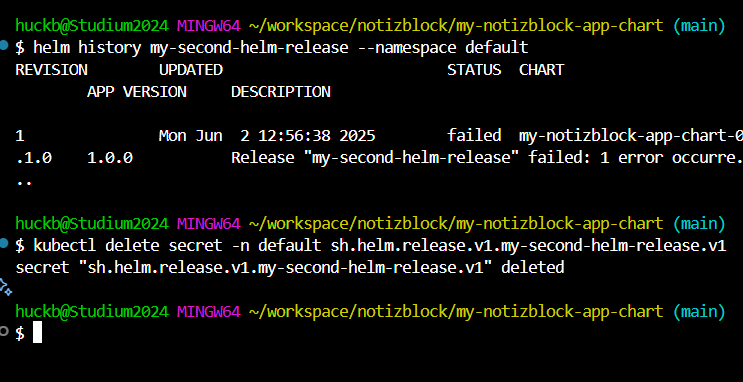 huckb@Studium2024 MINGW64 ~/workspace/notizblock/my-notizblock-app-chart (main)
$ helm history my-second-helm-release --namespace default
REVISION        UPDATED                         STATUS  CHART
        APP VERSION     DESCRIPTION
1               Mon Jun  2 12:56:38 2025        failed  my-notizblock-app-chart-0
.1.0    1.0.0           Release "my-second-helm-release" failed: 1 error occurre.
..
huckb@Studium2024 MINGW64 ~/workspace/notizblock/my-notizblock-app-chart (main)
$ kubectl delete secret -n default sh.helm.release.v1.my-second-helm-release.v1
secret "sh.helm.release.v1.my-second-helm-release.v1" deleted
huckb@Studium2024 MINGW64 ~/workspace/notizblock/my-notizblock-app-chart (main)
$